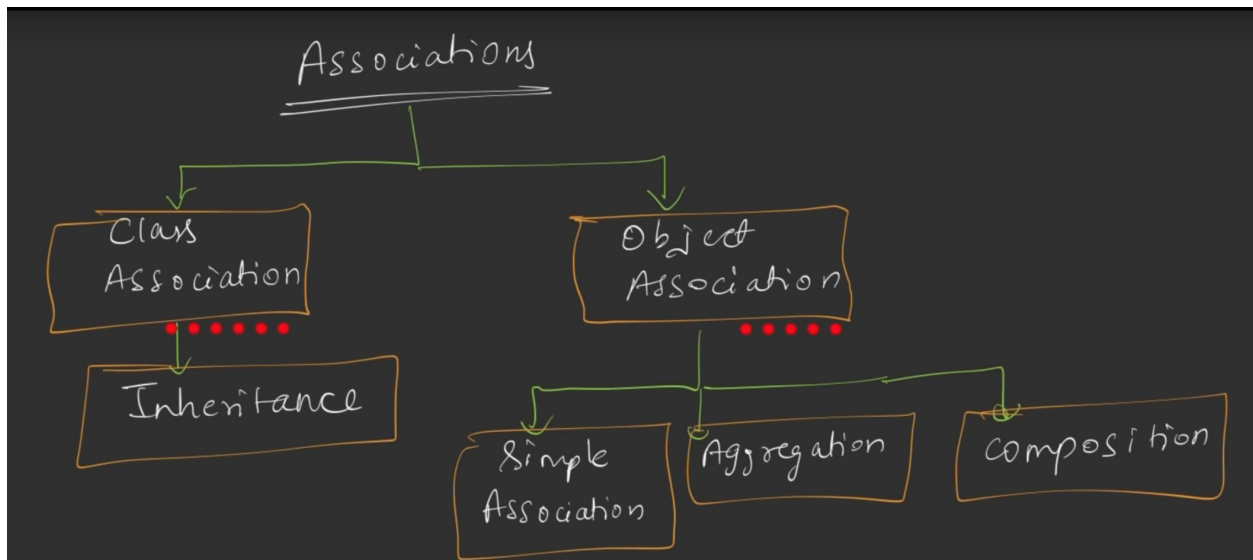 Associations
Class
Association
Object
Association
Inheritance
Simple
Association
Aggregation
Composition